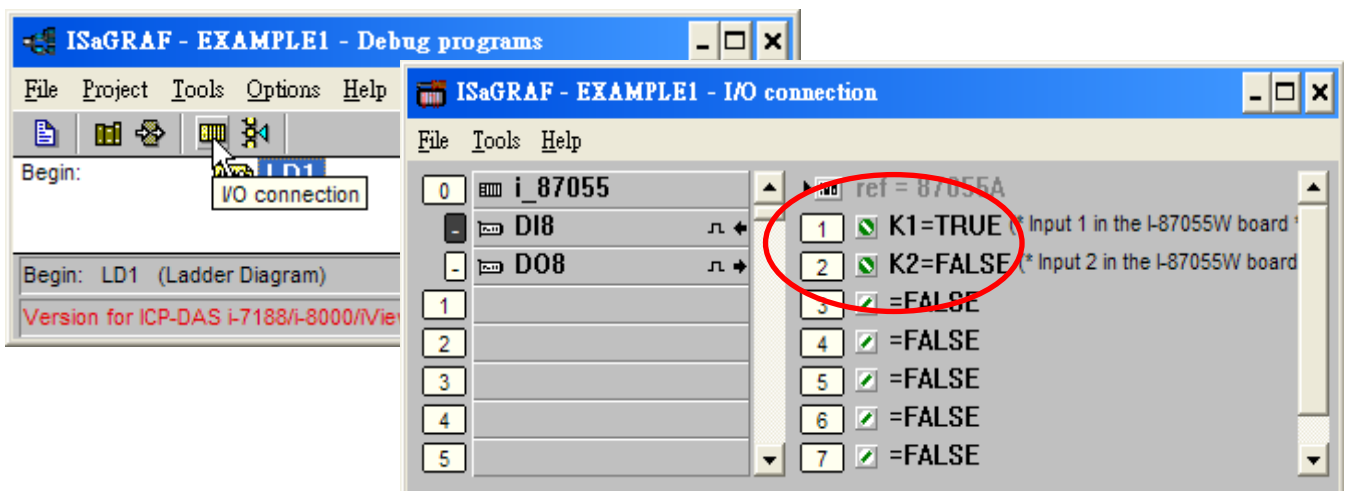 ISaGRAF - EXAMPLE1 - Debug programs
File Project Tools Options Help
Begin: LD1
I/O connection
Begin: LD1 (Ladder Diagram)
Version for ICP-DAS i-7188/i-8000/iVie
ISaGRAF - EXAMPLE1 - I/O connection
File Tools Help
0 i_87055
- DI8
- DO8
1
2
3
4
5
ref = 87055A
1 K1=TRUE (* Input 1 in the I-87055W board *
2 K2=FALSE (* Input 2 in the I-87055W board
3 =FALSE
4 =FALSE
5 =FALSE
6 =FALSE
7 =FALSE